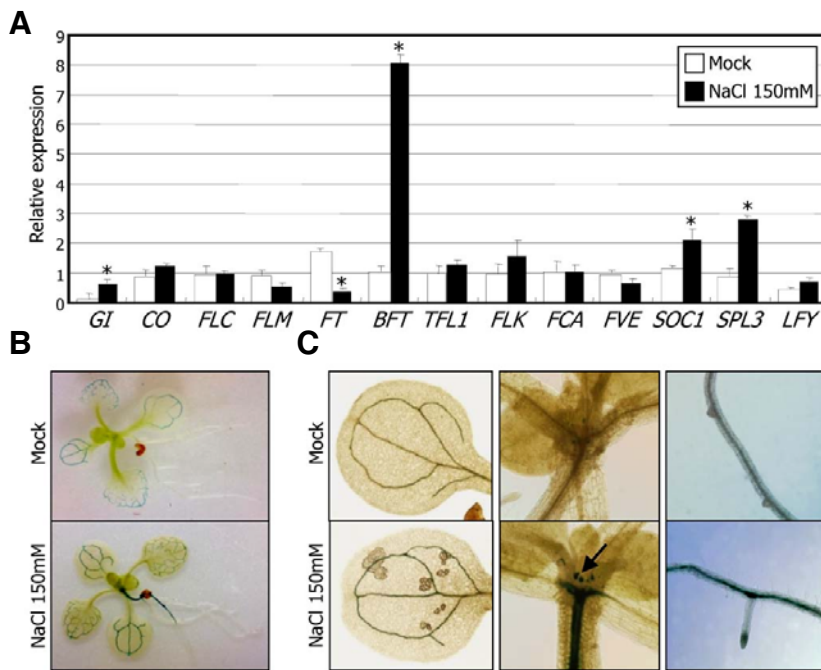 A
9
8
7
6
5
4
3
2
1
0
Relative expression
Mock
NaCl 150mM
*
*
*
*
*
GI CO FLC FLM FT BFT TFL1 FLK FCA FVE SOC1 SPL3 LFY
B
C
Mock
NaCl 150mM
Mock
NaCl 150mM